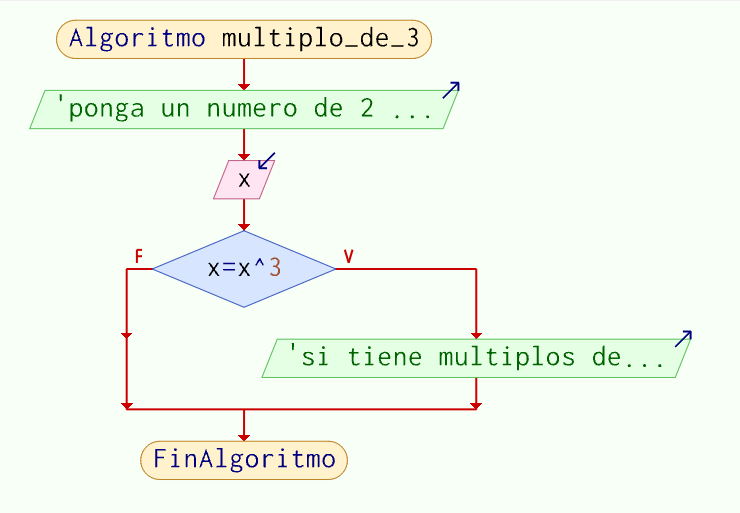 Algoritmo multiplo_de_3
'ponga un numero de 2 ...
x
F
V
x=x^3
'si tiene multiplos de...
FinAlgoritmo